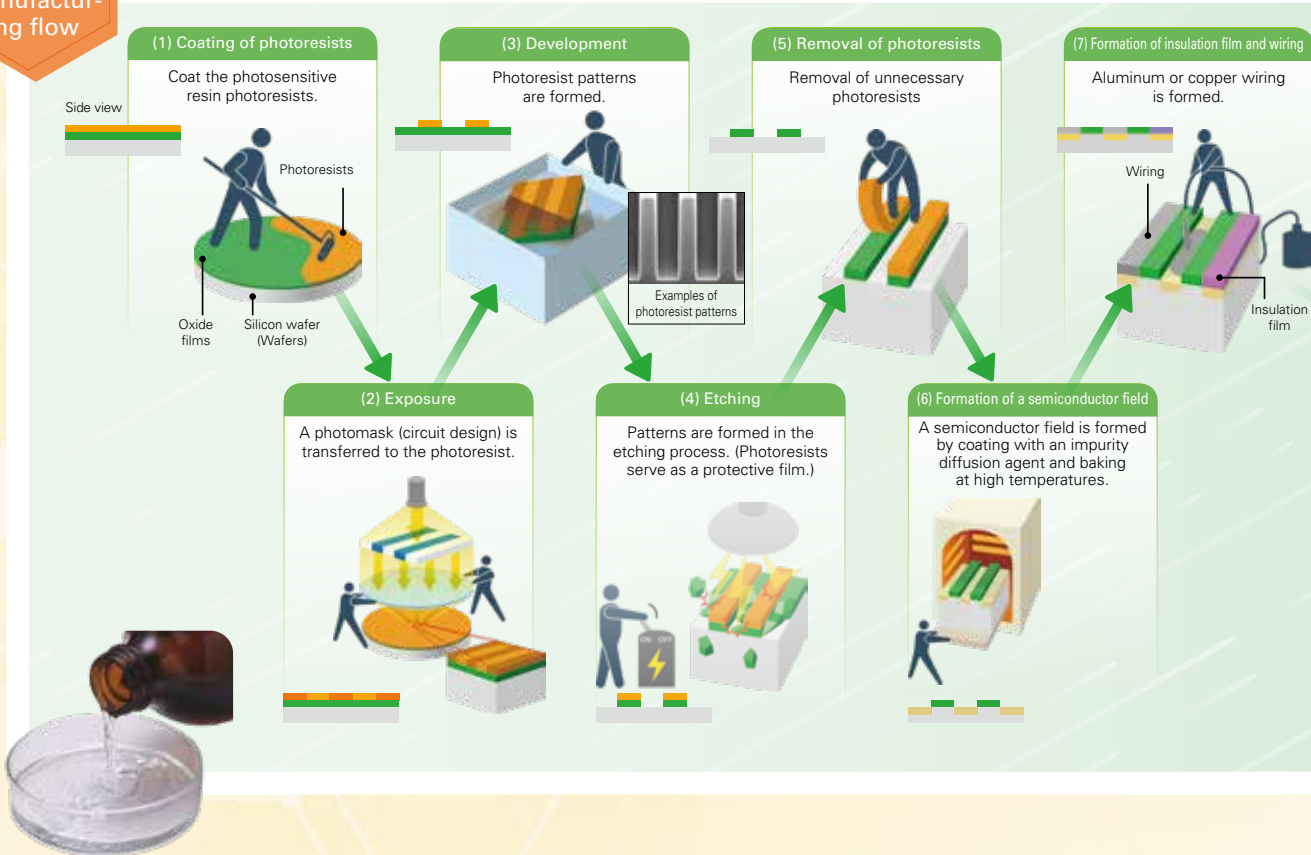 ng flow
(1) Coating of photoresists
Coat the photosensitive
resin photoresists.
Side view
Photoresists
Oxide
films
Silicon wafer
(Wafers)
(2) Exposure
A photomask (circuit design) is
transferred to the photoresist.
(3) Development
Photoresist patterns
are formed.
Examples of
photoresist patterns
(4) Etching
Patterns are formed in the
etching process. (Photoresists
serve as a protective film.)
ON OFF
(5) Removal of photoresists
Removal of unnecessary
photoresists
(6) Formation of a semiconductor field
A semiconductor field is formed
by coating with an impurity
diffusion agent and baking
at high temperatures.
(7) Formation of insulation film and wiring
Aluminum or copper wiring
is formed.
Wiring
Insulation
film